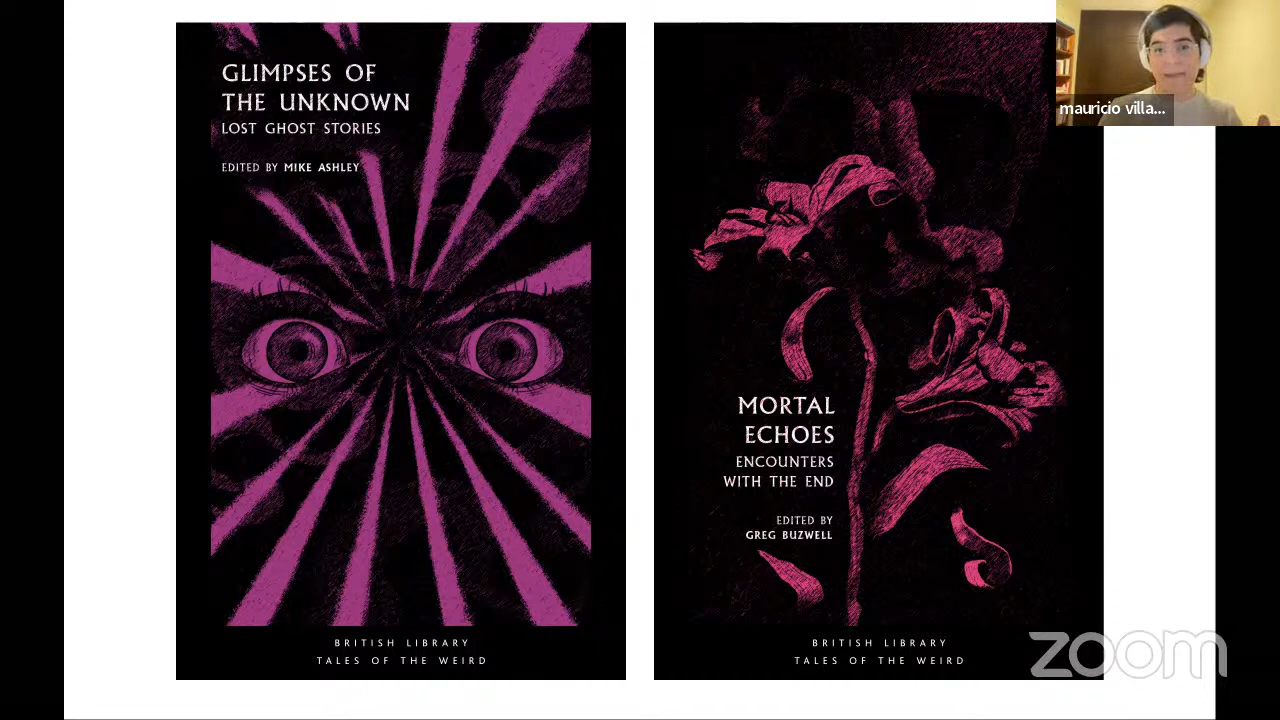 GLIMPSES OF
THE UNKNOWN
LOST GHOST STORIES
EDITED BY MIKE ASHLEY
BRITISH LIBRARY
TALES OF THE WEIRD
MORTAL
ECHOES
ENCOUNTERS
WITH THE END
EDITED BY
GREG BUZWELL
BRITISH LIBRARY
TALES OF THE WEIRD
mauricio villa...
zoom